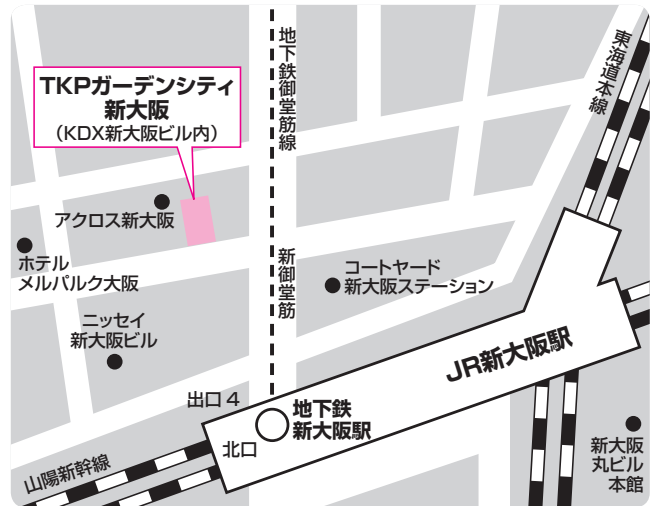 TKPガーデンシティ
新大阪
（KDX新大阪ビル内）
地下鉄御堂筋線
東海道本線
アクロス新大阪
ホテル
メルパルク大阪
新御堂筋
コートヤード
新大阪ステーション
ニッセイ
新大阪ビル
JR新大阪駅
出口4
地下鉄
新大阪駅
北口
山陽新幹線
新大阪
丸ビル
本館